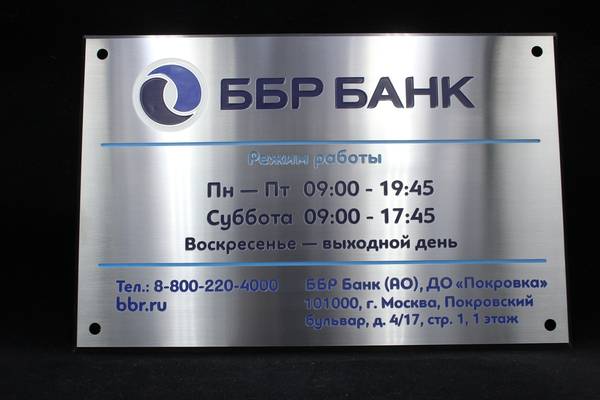 ББР БАНК
Режим работы
Пн — Пт 09:00 - 19:45
Суббота 09:00 - 17:45
Воскресенье — выходной день
Тел.: 8-800-220-4000
bbr.ru
ББР Банк (АО), ДО «Покровка»
101000, г. Москва, Покровский
бульвар, д. 4/17, стр. 1, 1 этаж